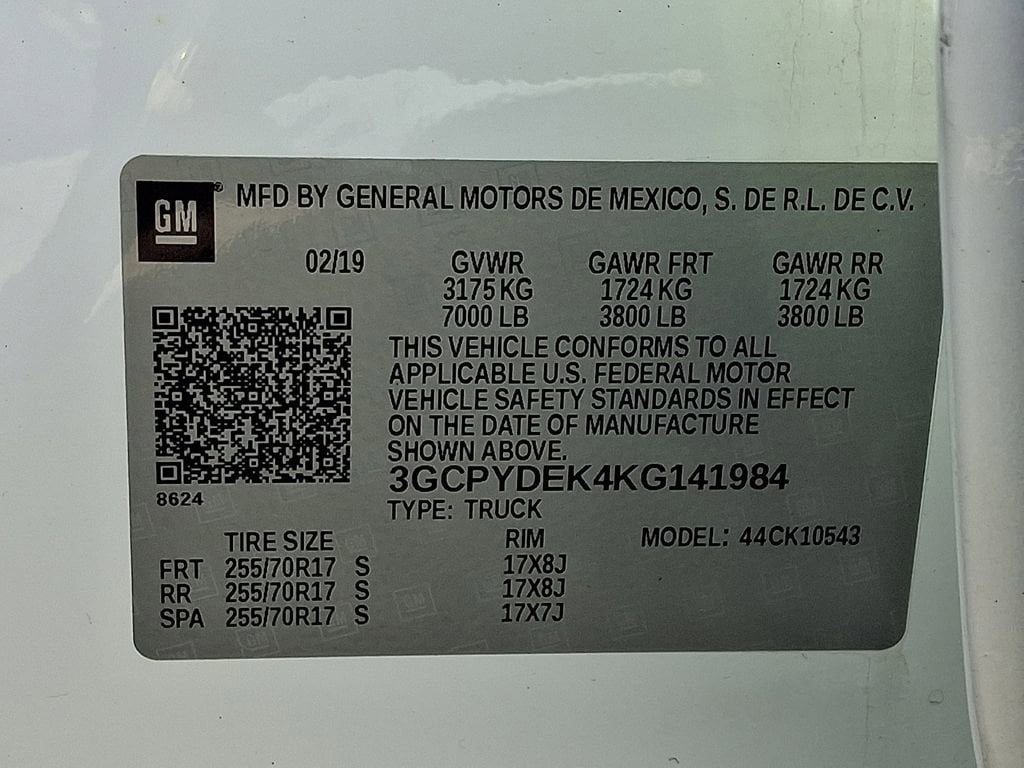 GM® MFD BY GENERAL MOTORS DE MEXICO, S. DE R.L. DE C.V.
02/19 GVWR GAWR FRT GAWR RR
3175 KG 1724 KG 1724 KG
7000 LB 3800 LB 3800 LB
THIS VEHICLE CONFORMS TO ALL
APPLICABLE U.S. FEDERAL MOTOR
VEHICLE SAFETY STANDARDS IN EFFECT
ON THE DATE OF MANUFACTURE
SHOWN ABOVE.
3GCPYDEK4KG141984
8624
TYPE: TRUCK
TIRE SIZE RIM MODEL: 44CK10543
FRT 255/70R17 S 17X8J
RR 255/70R17 S 17X8J
SPA 255/70R17 S 17X7J